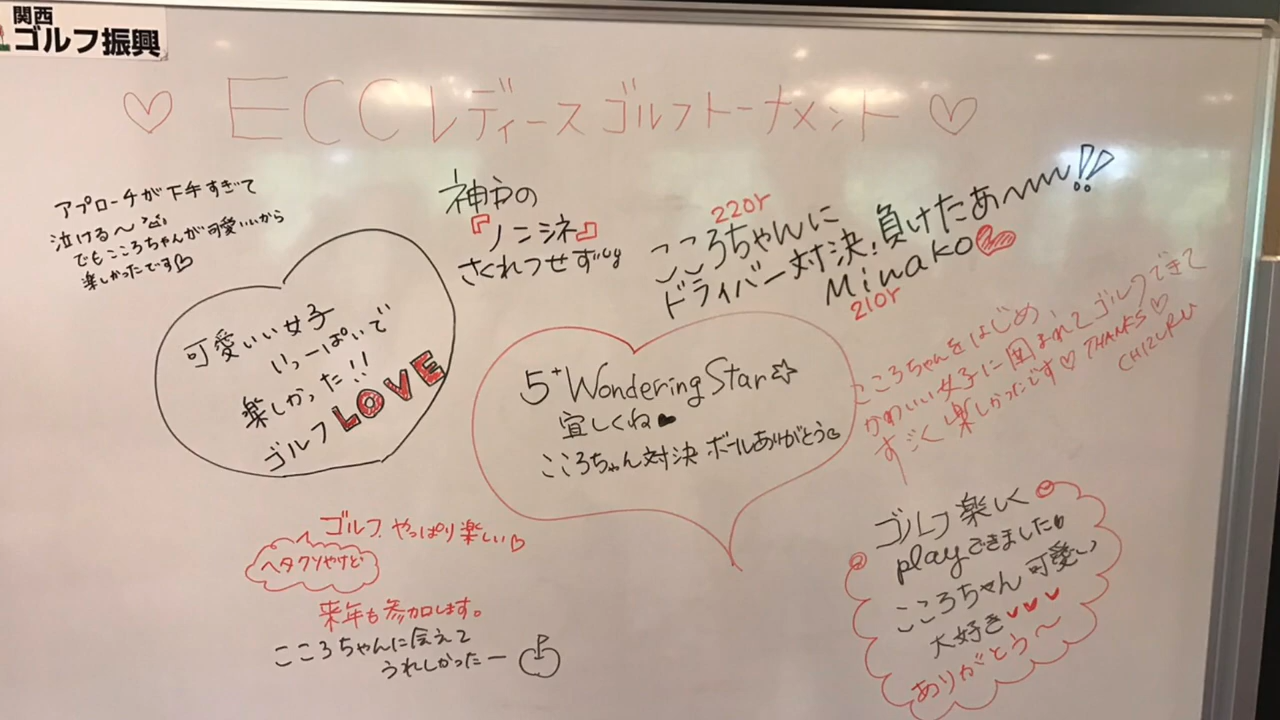 関西
ゴルフ振興
♡ ECCレディースゴルフトーナメント ♡
アプローチが下手すぎて
泣ける〜
でもこころちゃんが可愛いいから
楽しかったです♡
神戸の
『ノンシネ』
さくれつせず
220Y
こころちゃんに
ドライバー対決!負けたあ〜!!
Minako
210Y
可愛いい女子
いっぱいで
楽しかった!!
ゴルフLOVE
5+Wondering Star☆
宜しくね♥
こころちゃん対決 ボールありがとう
こころちゃんをはじめ、
かわいい女子に囲まれてゴルフできて
すごく楽しかったです♡ THANKS♡
CHIZURU
ゴルフ やっぱり楽しい♡
ヘタクソやけど
来年も参加します。
こころちゃんに会えて
うれしかったー
ゴルフ楽しく
playできました
こころちゃん可愛い
大好き♥♥♥
ありがとう〜